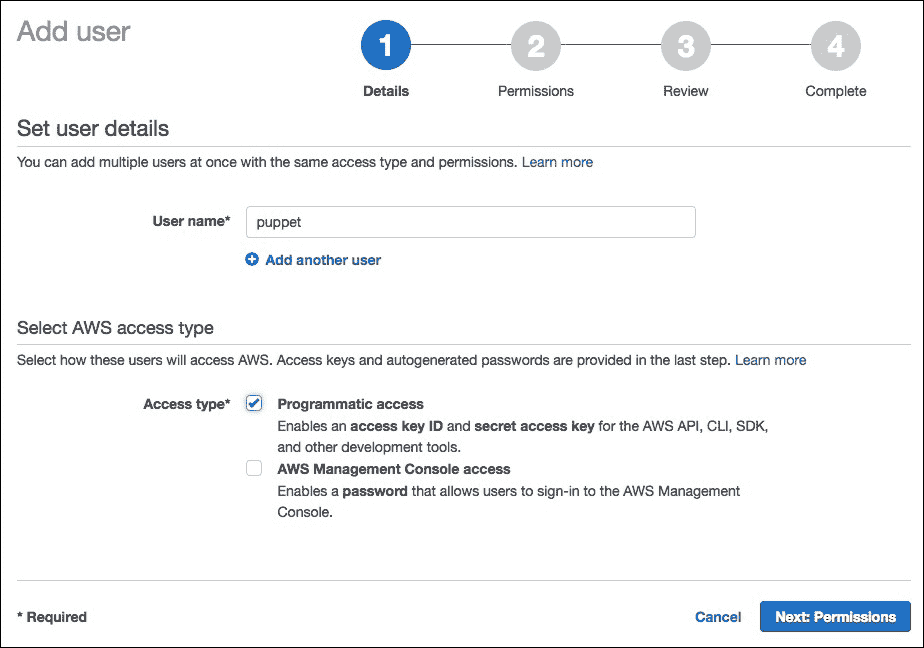 Add user
1
2
3
4
Details
Permissions
Review
Complete
Set user details
You can add multiple users at once with the same access type and permissions. Learn more
User name*
puppet
Add another user
Select AWS access type
Select how these users will access AWS. Access keys and autogenerated passwords are provided in the last step. Learn more
Access type*
Programmatic access
Enables an access key ID and secret access key for the AWS API, CLI, SDK,
and other development tools.
AWS Management Console access
Enables a password that allows users to sign-in to the AWS Management
Console.
* Required
Cancel
Next: Permissions